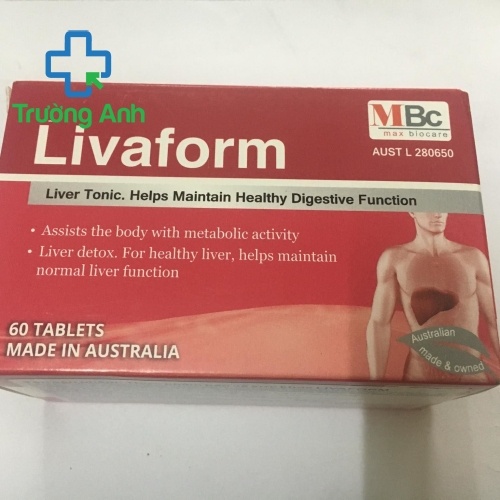 Trường Anh
Livaform
MBc
max biocare
AUST L 280650
Liver Tonic. Helps Maintain Healthy Digestive Function
• Assists the body with metabolic activity
• Liver detox. For healthy liver, helps maintain
normal liver function
60 TABLETS
MADE IN AUSTRALIA
Australian
made & owned